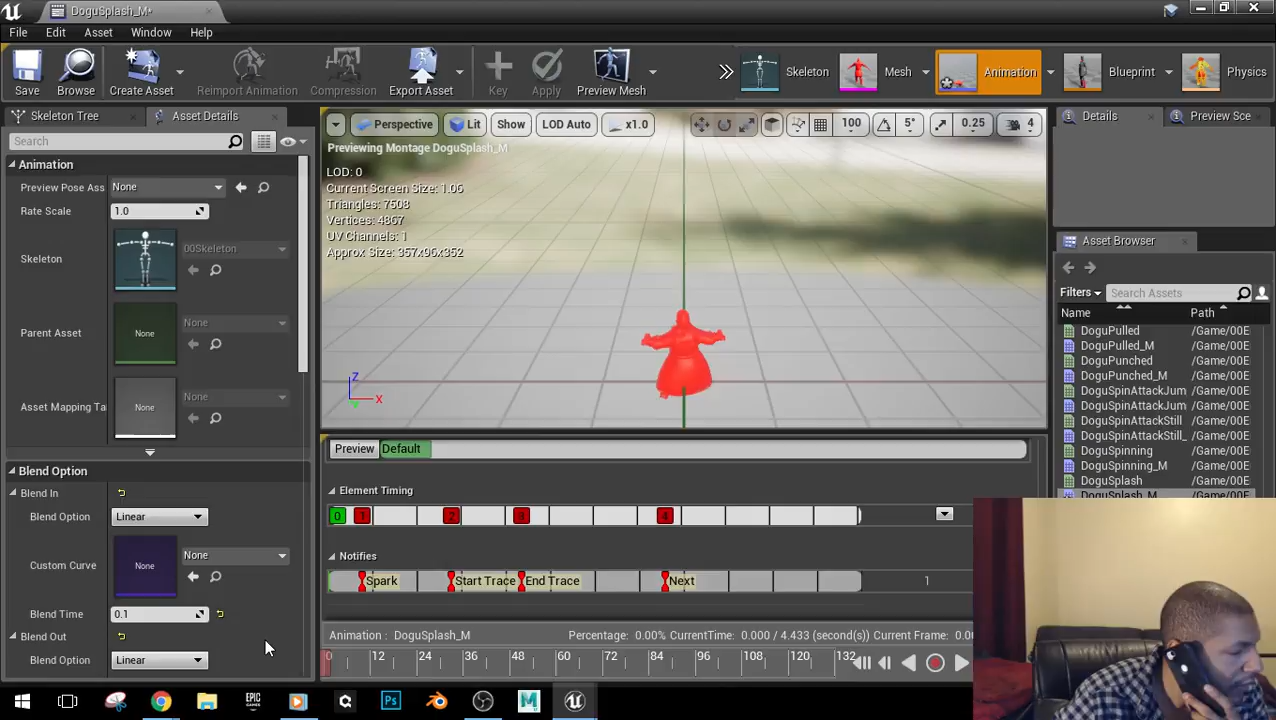 DoguSplash_M*
File Edit Asset Window Help
Save Browse Create Asset Reimport Animation Compression Export Asset Key Apply Preview Mesh Skeleton Mesh Animation Blueprint Physics
Skeleton Tree Asset Details
Search
Animation
Preview Pose Ass None
Rate Scale 1.0
Skeleton 00Skeleton
Parent Asset None None
Asset Mapping Ta None None
Blend Option
Blend In
Blend Option Linear
Custom Curve None None
Blend Time 0.1
Blend Out
Blend Option Linear
Perspective Lit Show LOD Auto x1.0 100 5° 0.25 4
Previewing Montage DoguSplash_M
LOD: 0
Current Screen Size: 1.06
Triangles: 7508
Vertices: 4867
UV Channels: 1
Approx Size: 357x96x352
Z
X
Preview Default
Element Timing
0 1 2 3 4
Notifies
Spark Start Trace End Trace Next 1
Animation : DoguSplash_M Percentage: 0.00% CurrentTime: 0.000 / 4.433 (second(s)) Current Frame: 0.00
0 12 24 36 48 60 72 84 96 108 120 132
Details Preview Sce
Asset Browser
Filters Search Assets
Name Path
DoguPulled /Game/00E
DoguPulled_M /Game/00E
DoguPunched /Game/00E
DoguPunched_M /Game/00E
DoguSpinAttackJum /Game/00E
DoguSpinAttackJum /Game/00E
DoguSpinAttackStill /Game/00E
DoguSpinAttackStill_ /Game/00E
DoguSpinning /Game/00E
DoguSpinning_M /Game/00E
DoguSplash /Game/00E
DoguSplash_M /Game/00E
EPIC GAMES
Ps
M